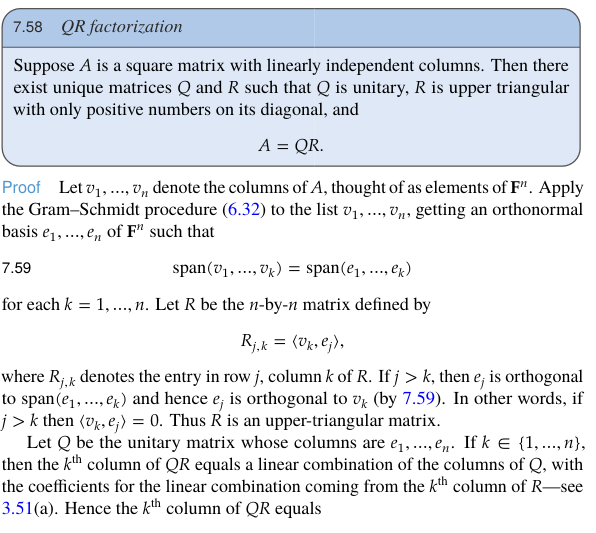 7.58 QR factorization
Suppose A is a square matrix with linearly independent columns. Then there
exist unique matrices Q and R such that Q is unitary, R is upper triangular
with only positive numbers on its diagonal, and
A = QR.
Proof Let v₁, ..., vₙ denote the columns of A, thought of as elements of Fⁿ. Apply
the Gram–Schmidt procedure (6.32) to the list v₁, ..., vₙ, getting an orthonormal
basis e₁, ..., eₙ of Fⁿ such that
7.59 span(v₁, ..., vₖ) = span(e₁, ..., eₖ)
for each k = 1, ..., n. Let R be the n-by-n matrix defined by
R_{j,k} = ⟨vₖ, eⱼ⟩,
where R_{j,k} denotes the entry in row j, column k of R. If j > k, then eⱼ is orthogonal
to span(e₁, ..., eₖ) and hence eⱼ is orthogonal to vₖ (by 7.59). In other words, if
j > k then ⟨vₖ, eⱼ⟩ = 0. Thus R is an upper-triangular matrix.
Let Q be the unitary matrix whose columns are e₁, ..., eₙ. If k ∈ {1, ..., n},
then the kᵗʰ column of QR equals a linear combination of the columns of Q, with
the coefficients for the linear combination coming from the kᵗʰ column of R—see
3.51(a). Hence the kᵗʰ column of QR equals